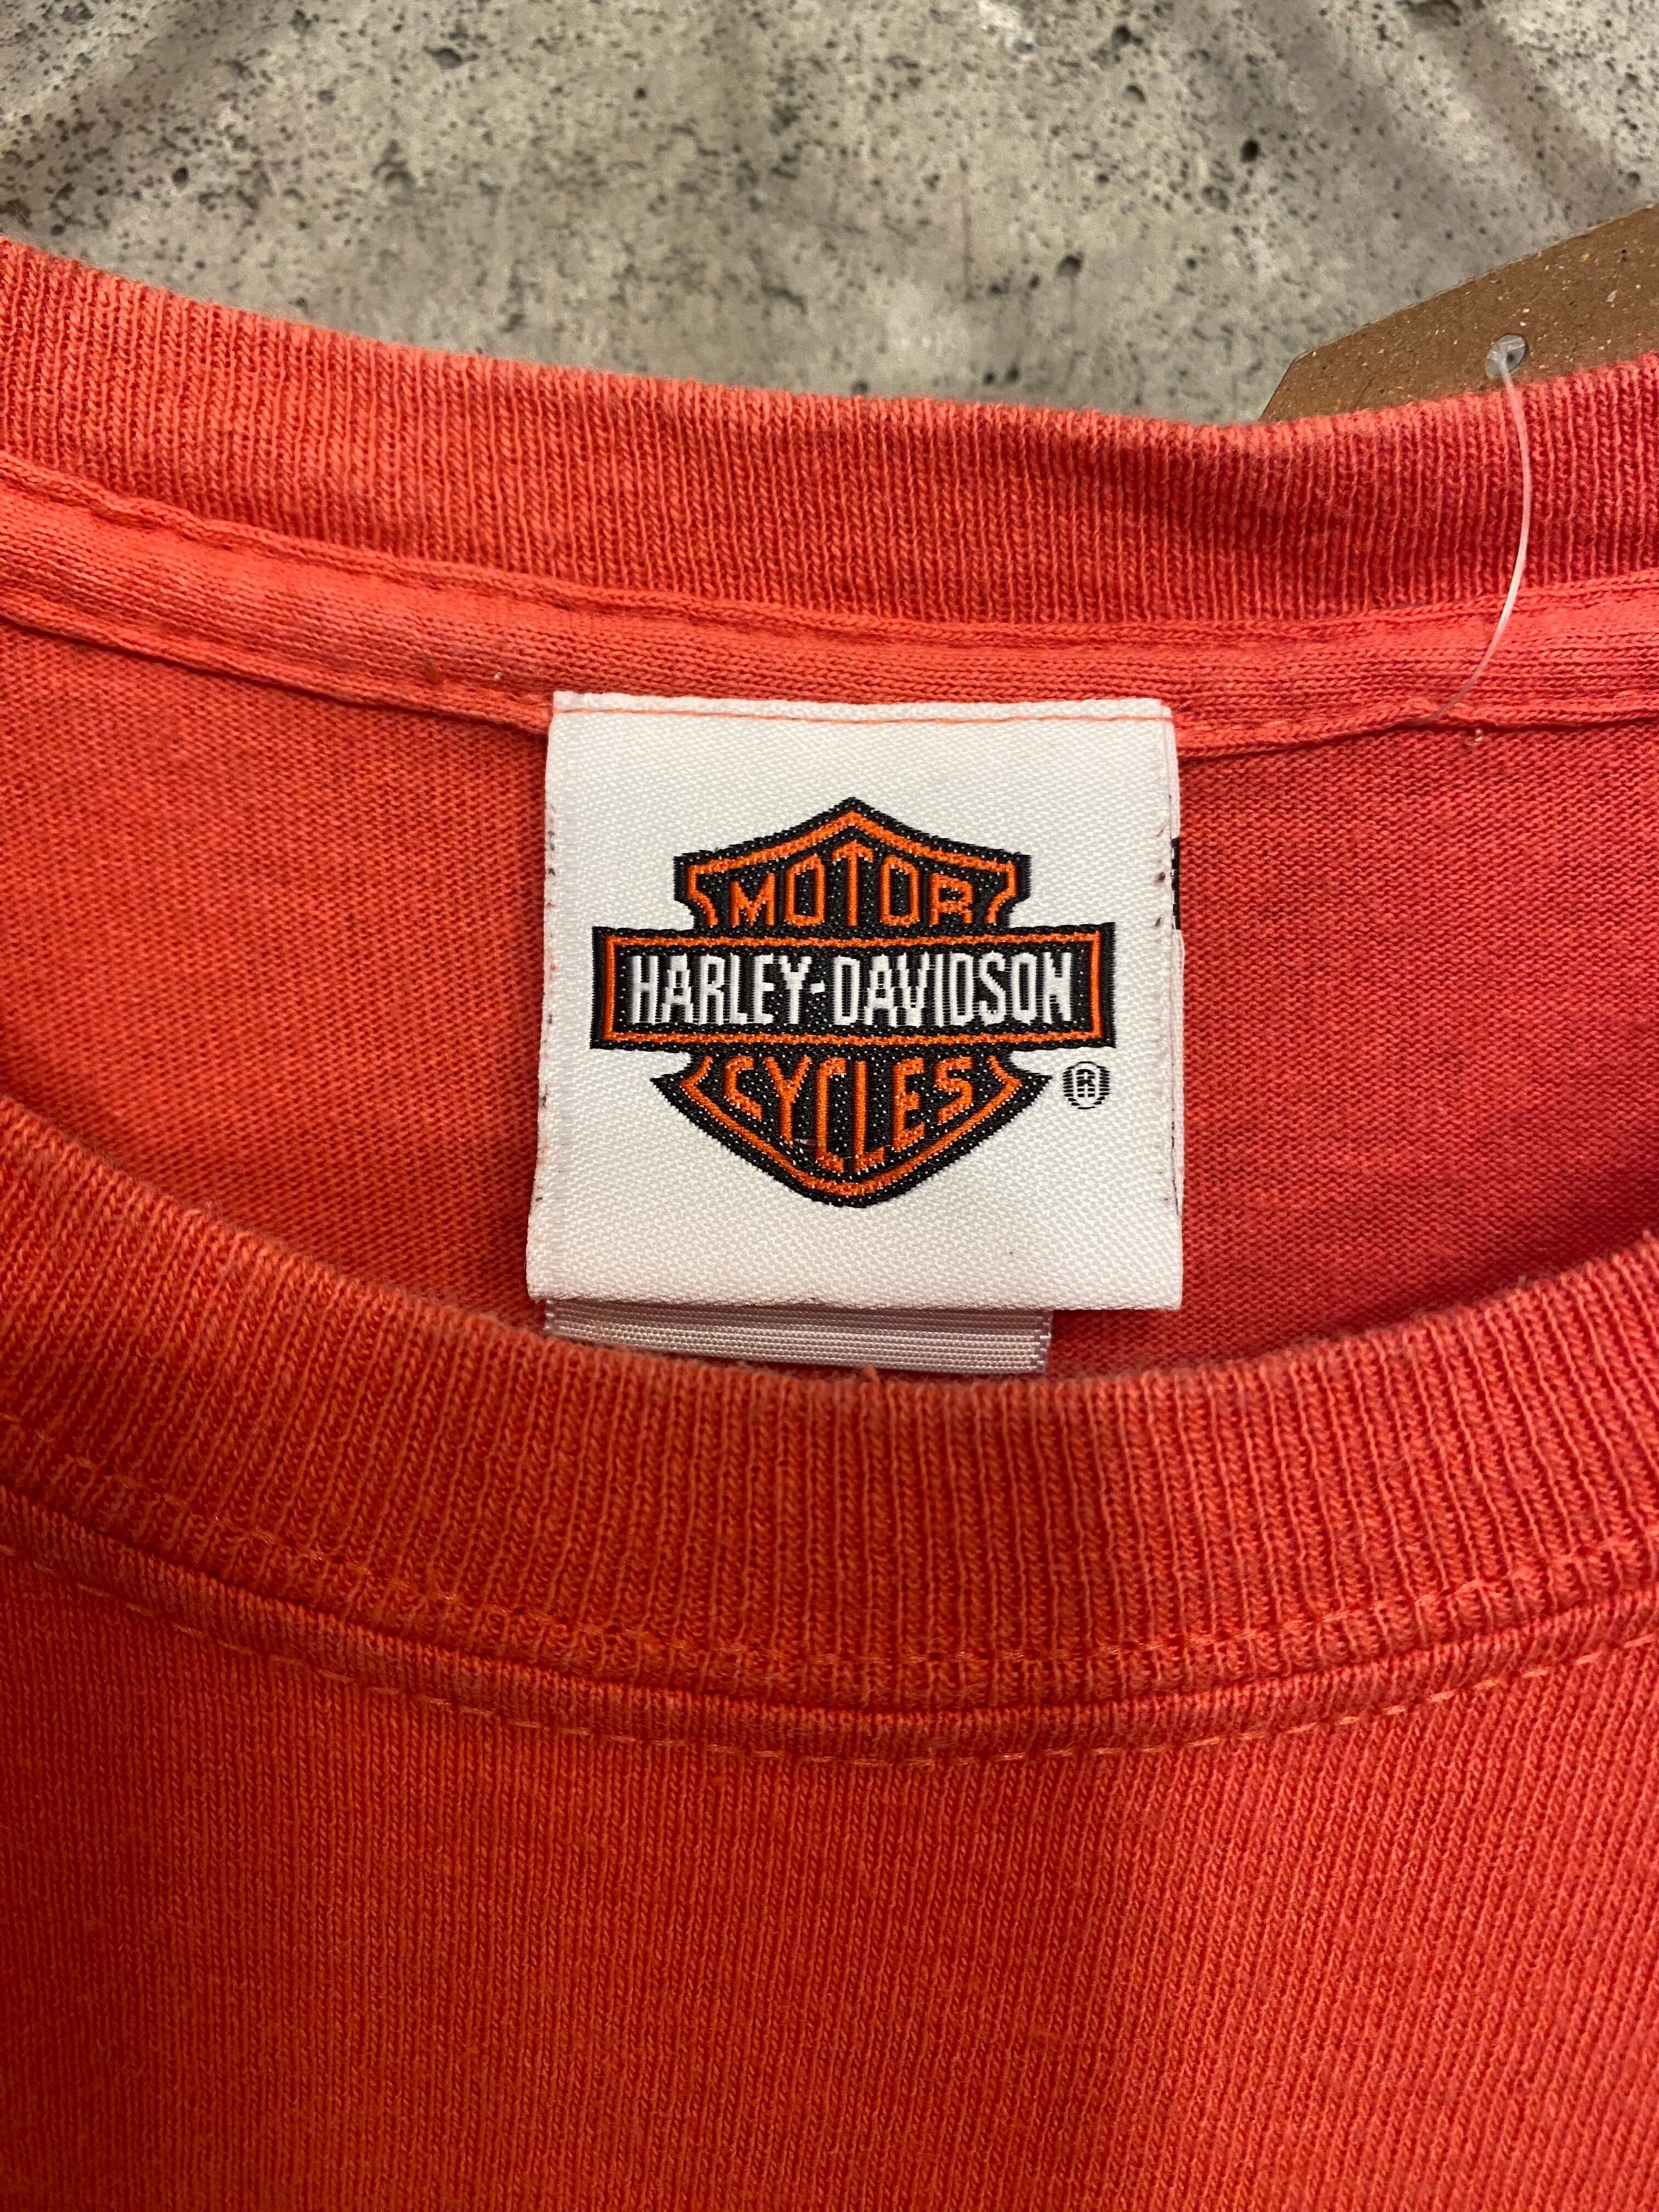 MOTOR
HARLEY-DAVIDSON
CYCLES
®